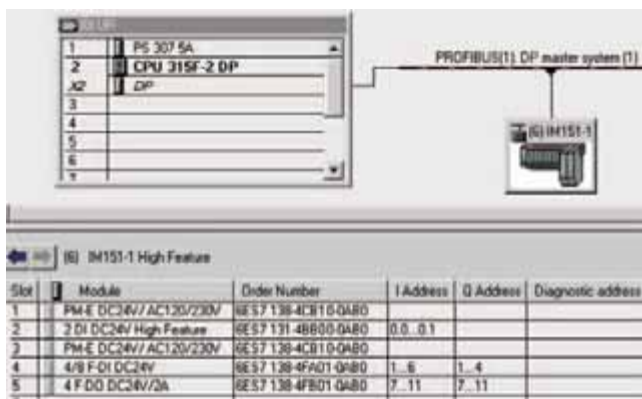 1 PS 307 5A
2 CPU 315F-2 DP
X2 DP
3
4
5
6
7
PROFIBUS(1): DP master system (1)
(6) IM151-1
(6) IM151-1 High Feature
Slot Module Order Number I Address Q Address Diagnostic address
1 PM-E DC24V/ AC120/230V 6ES7 138-4CB10-0AB0
2 2 DI DC24V High Feature 6ES7 131-4BB00-0AB0 0.0...0.1
3 PM-E DC24V/ AC120/230V 6ES7 138-4CB10-0AB0
4 4/8 F-DI DC24V 6ES7 138-4FA01-0AB0 1...6 1...4
5 4 F-DO DC24V/2A 6ES7 138-4FB01-0AB0 7...11 7...11